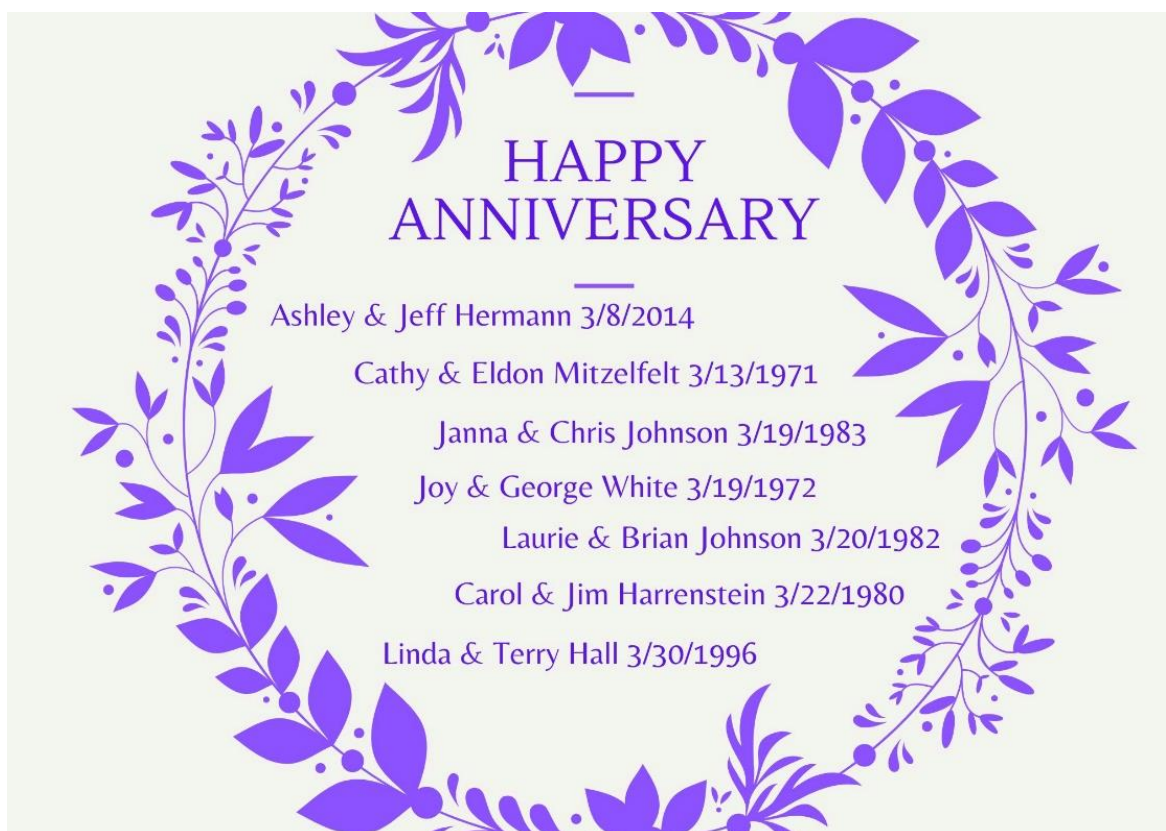 HAPPY
ANNIVERSARY
Ashley & Jeff Hermann 3/8/2014
Cathy & Eldon Mitzelfelt 3/13/1971
Janna & Chris Johnson 3/19/1983
Joy & George White 3/19/1972
Laurie & Brian Johnson 3/20/1982
Carol & Jim Harrenstein 3/22/1980
Linda & Terry Hall 3/30/1996